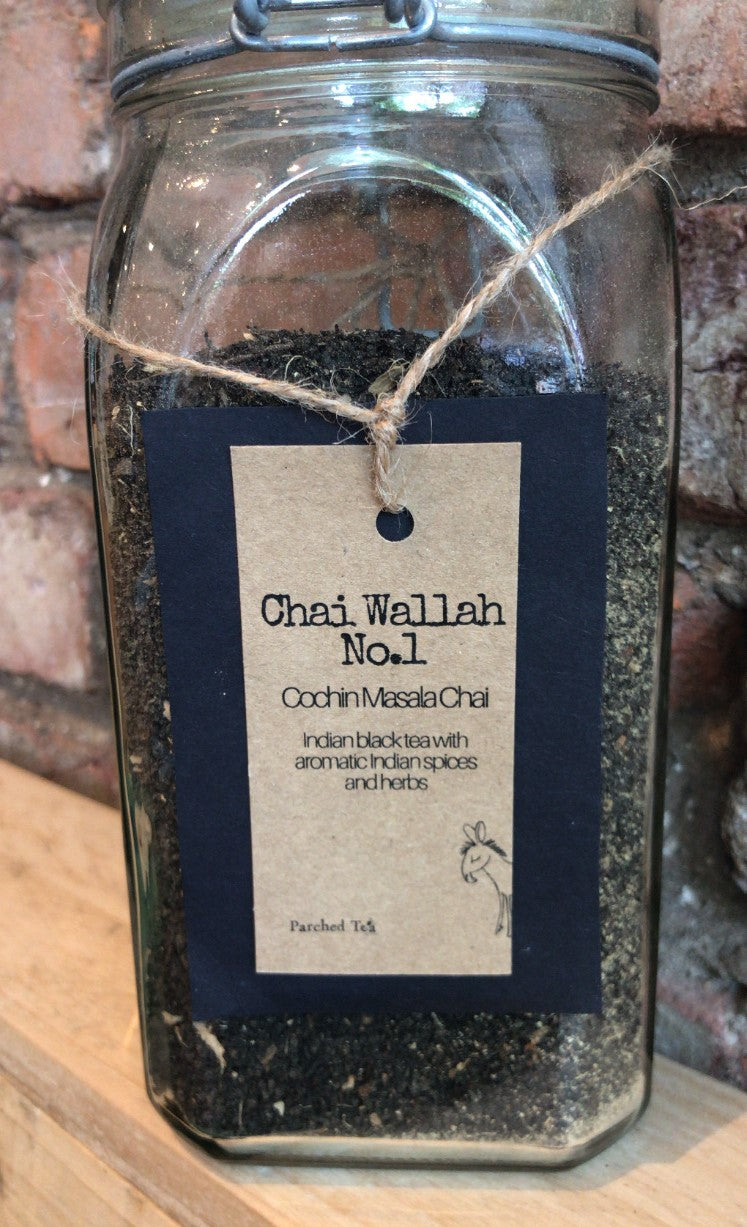 Chai Wallah
No.1
Cochin Masala Chai
Indian black tea with
aromatic Indian spices
and herbs
Parched Tea